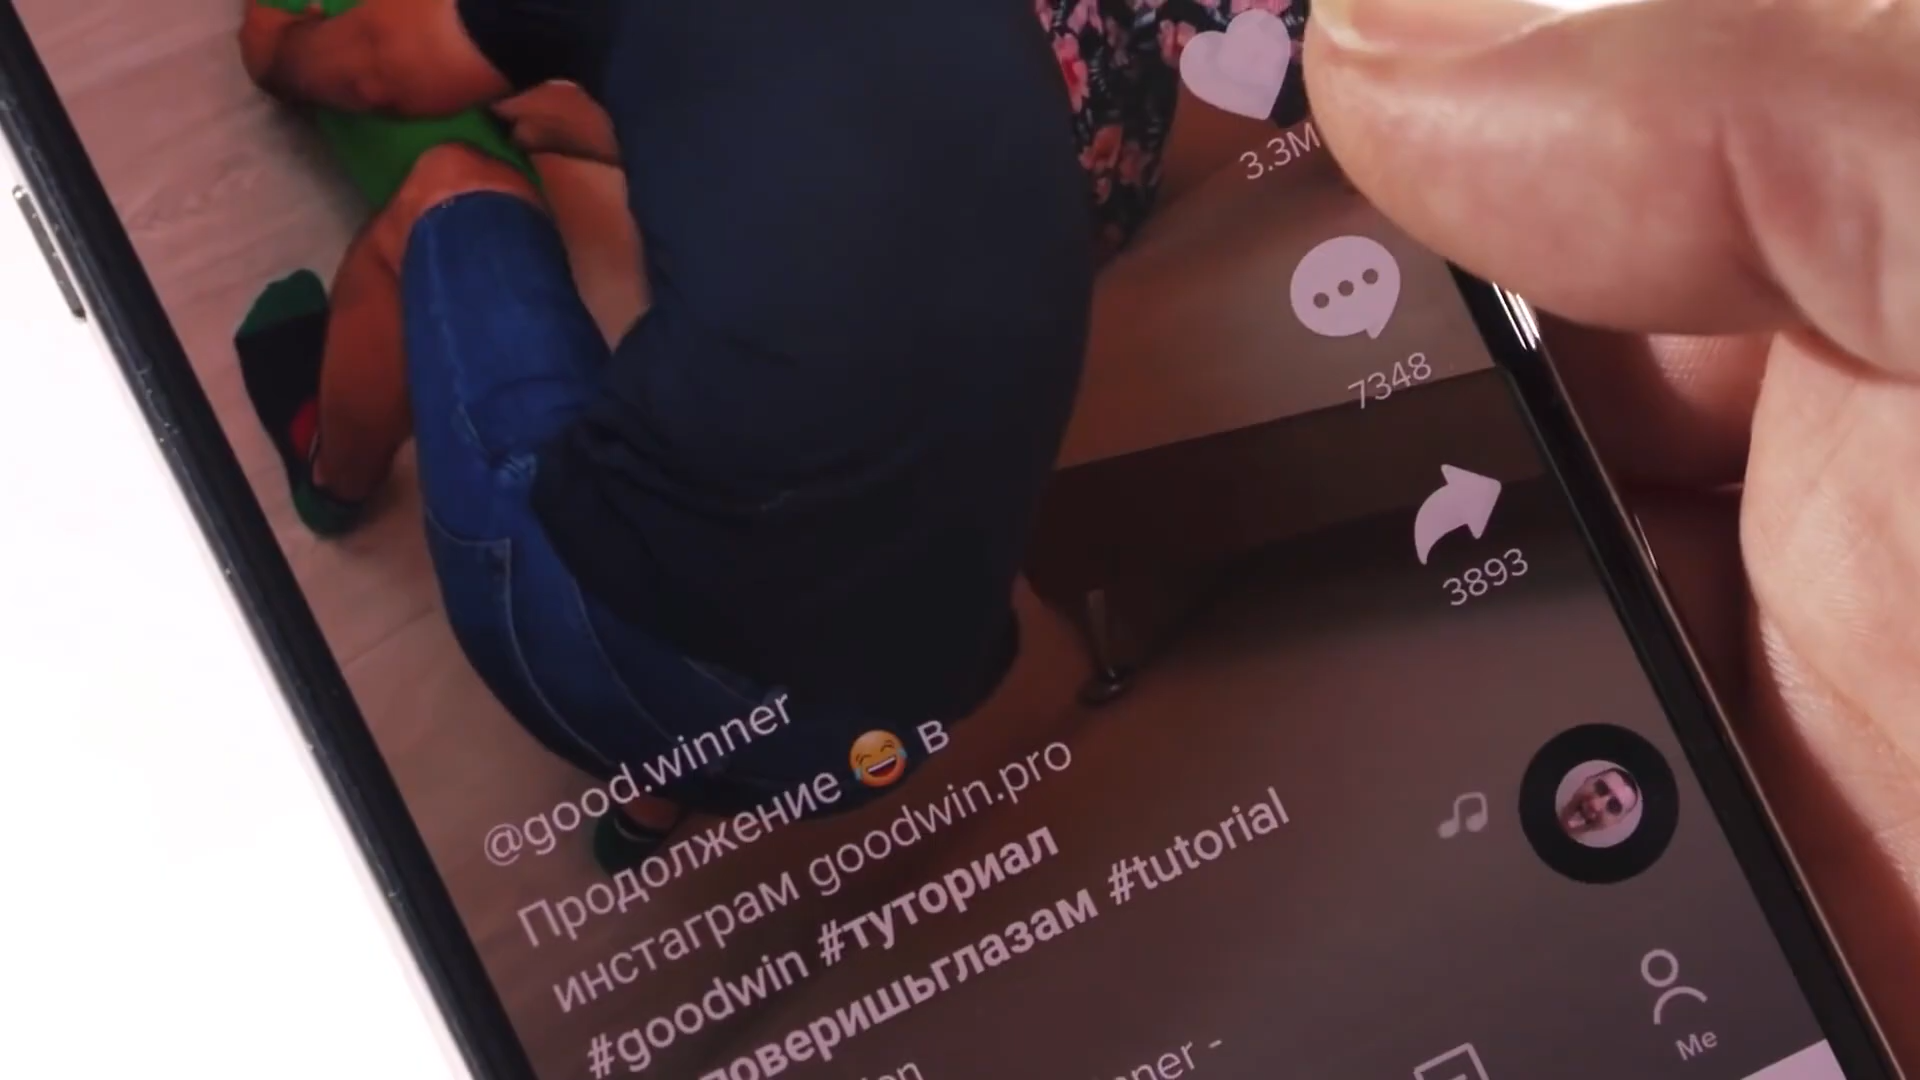 3.3M
7348
3893
@good.winner
Продолжение 😂 в
инстаграм goodwin.pro
#goodwin #туториал
поверишьглазам #tutorial
Me